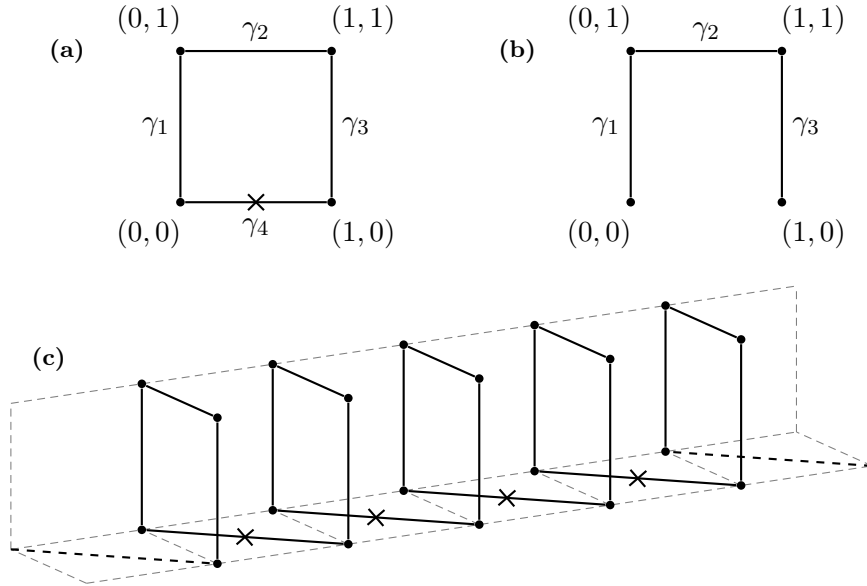 (0, 1) (1, 1) (0, 1) (1, 1)
(a) γ2 (b) γ2
γ1 γ3 γ1 γ3
γ4
(0, 0) (1, 0) (0, 0) (1, 0)
(c)